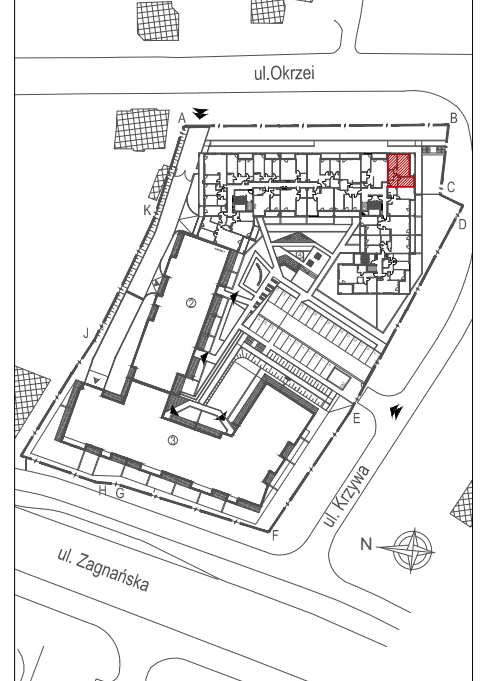 ul.Okrzei
A
B
C
D
K
②
J
E
③
H
G
F
ul. Krzywa
N
ul. Zagnańska